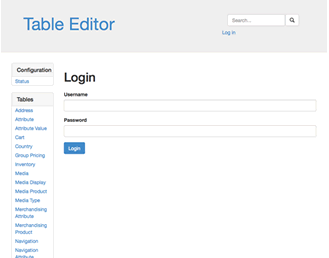 Table Editor
Search...
Log In
Configuration
Status
Tables
Address
Attribute
Attribute Value
Cart
Country
Group Pricing
Inventory
Media
Media Display
Media Product
Media Type
Merchandising
Attribute
Merchandising
Product
Navigation
Navigation
Attribute
Login
Username
Password
Login